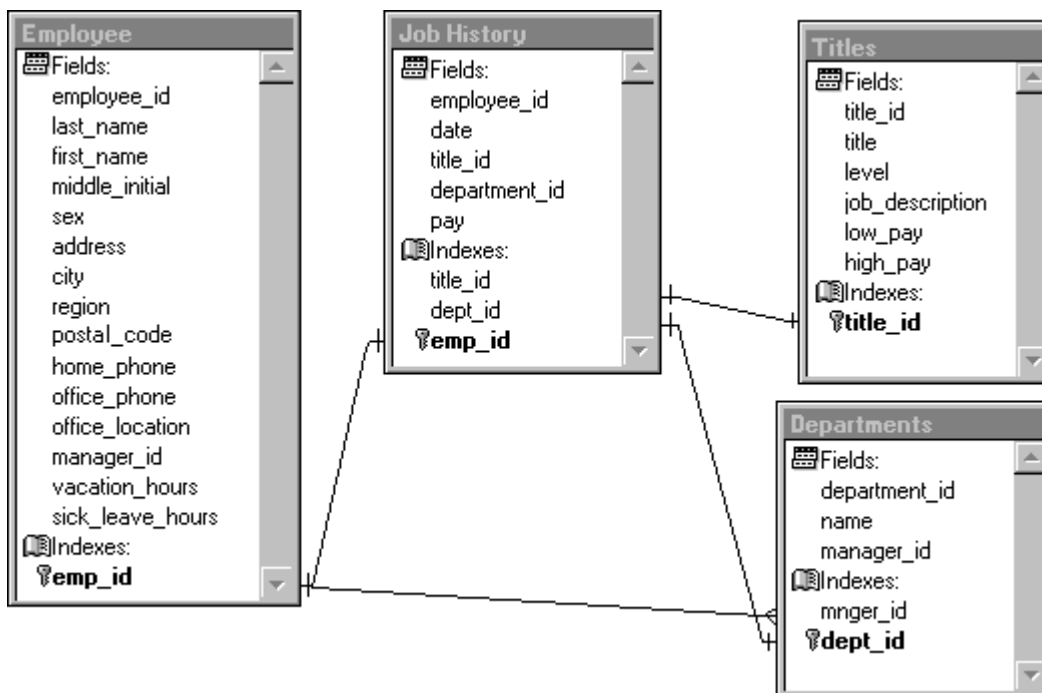 Employee
Fields:
employee_id
last_name
first_name
middle_initial
sex
address
city
region
postal_code
home_phone
office_phone
office_location
manager_id
vacation_hours
sick_leave_hours
Indexes:
emp_id
Job History
Fields:
employee_id
date
title_id
department_id
pay
Indexes:
title_id
dept_id
emp_id
Titles
Fields:
title_id
title
level
job_description
low_pay
high_pay
Indexes:
title_id
Departments
Fields:
department_id
name
manager_id
Indexes:
mnger_id
dept_id